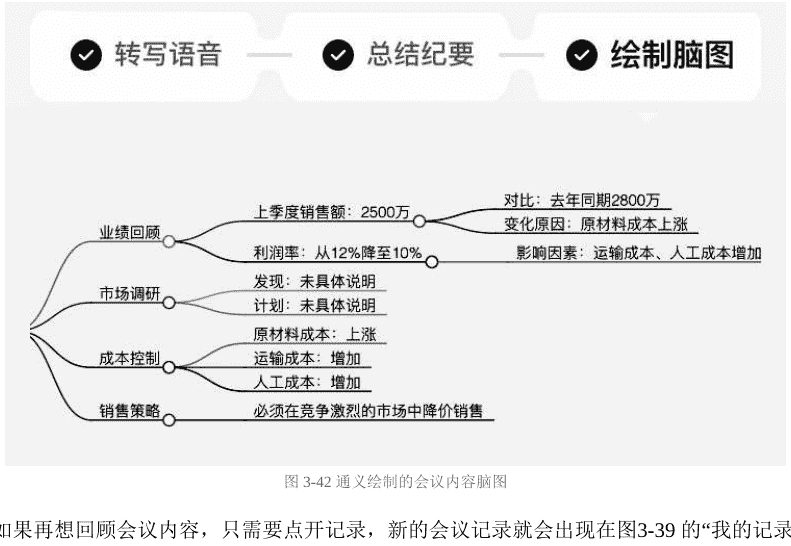 转写语音
总结纪要
绘制脑图
业绩回顾
上季度销售额：2500万
对比：去年同期2800万
变化原因：原材料成本上涨
利润率：从12%降至10%
影响因素：运输成本、人工成本增加
市场调研
发现：未具体说明
计划：未具体说明
成本控制
原材料成本：上涨
运输成本：增加
人工成本：增加
销售策略
必须在竞争激烈的市场中降价销售
图 3-42 通义绘制的会议内容脑图
如果再想回顾会议内容，只需要点开记录，新的会议记录就会出现在图3-39 的“我的记录